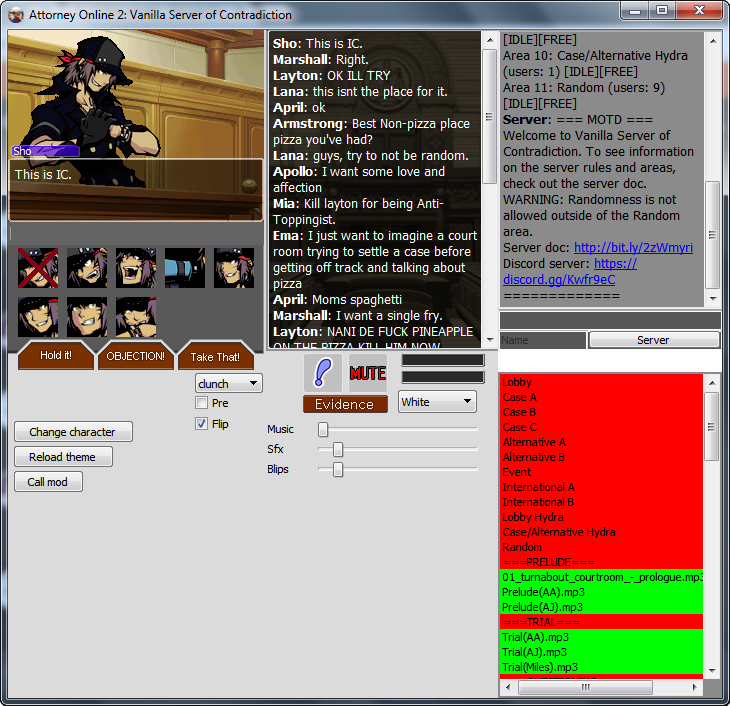 Attorney Online 2: Vanilla Server of Contradiction
Sho
This is IC.
Sho: This is IC.
Marshall: Right.
Layton: OK ILL TRY
Lana: this isnt the place for it.
April: ok
Armstrong: Best Non-pizza place
pizza you've had?
Lana: guys, try to not be random.
Apollo: I want some love and
affection
Mia: Kill layton for being Anti-
Toppingist.
Ema: I just want to imagine a court
room trying to settle a case before
getting off track and talking about
pizza
April: Moms spaghetti
Marshall: I want a single fry.
Layton: NANI DE FUCK PINEAPPLE
ON THE PIZZA KILL HIM NOW
[IDLE][FREE]
Area 10: Case/Alternative Hydra
(users: 1) [IDLE][FREE]
Area 11: Random (users: 9)
[IDLE][FREE]
Server: === MOTD ===
Welcome to Vanilla Server of
Contradiction. To see information
on the server rules and areas,
check out the server doc.
WARNING: Randomness is
not allowed outside of the Random
area.
Server doc: http://bit.ly/2zWmyri
Discord server: https://
discord.gg/Kwfr9eC
=============
Name
Server
Hold it!
OBJECTION!
Take That!
clunch
Pre
Flip
Change character
Reload theme
Call mod
MUTE
Evidence
White
Music
Sfx
Blips
Lobby
Case A
Case B
Case C
Alternative A
Alternative B
Event
International A
International B
Lobby Hydra
Case/Alternative Hydra
Random
===PRELUDE===
01_turnabout_courtroom_-_prologue.mp3
Prelude(AA).mp3
Prelude(AJ).mp3
===TRIAL===
Trial(AA).mp3
Trial(AJ).mp3
Trial(Miles).mp3